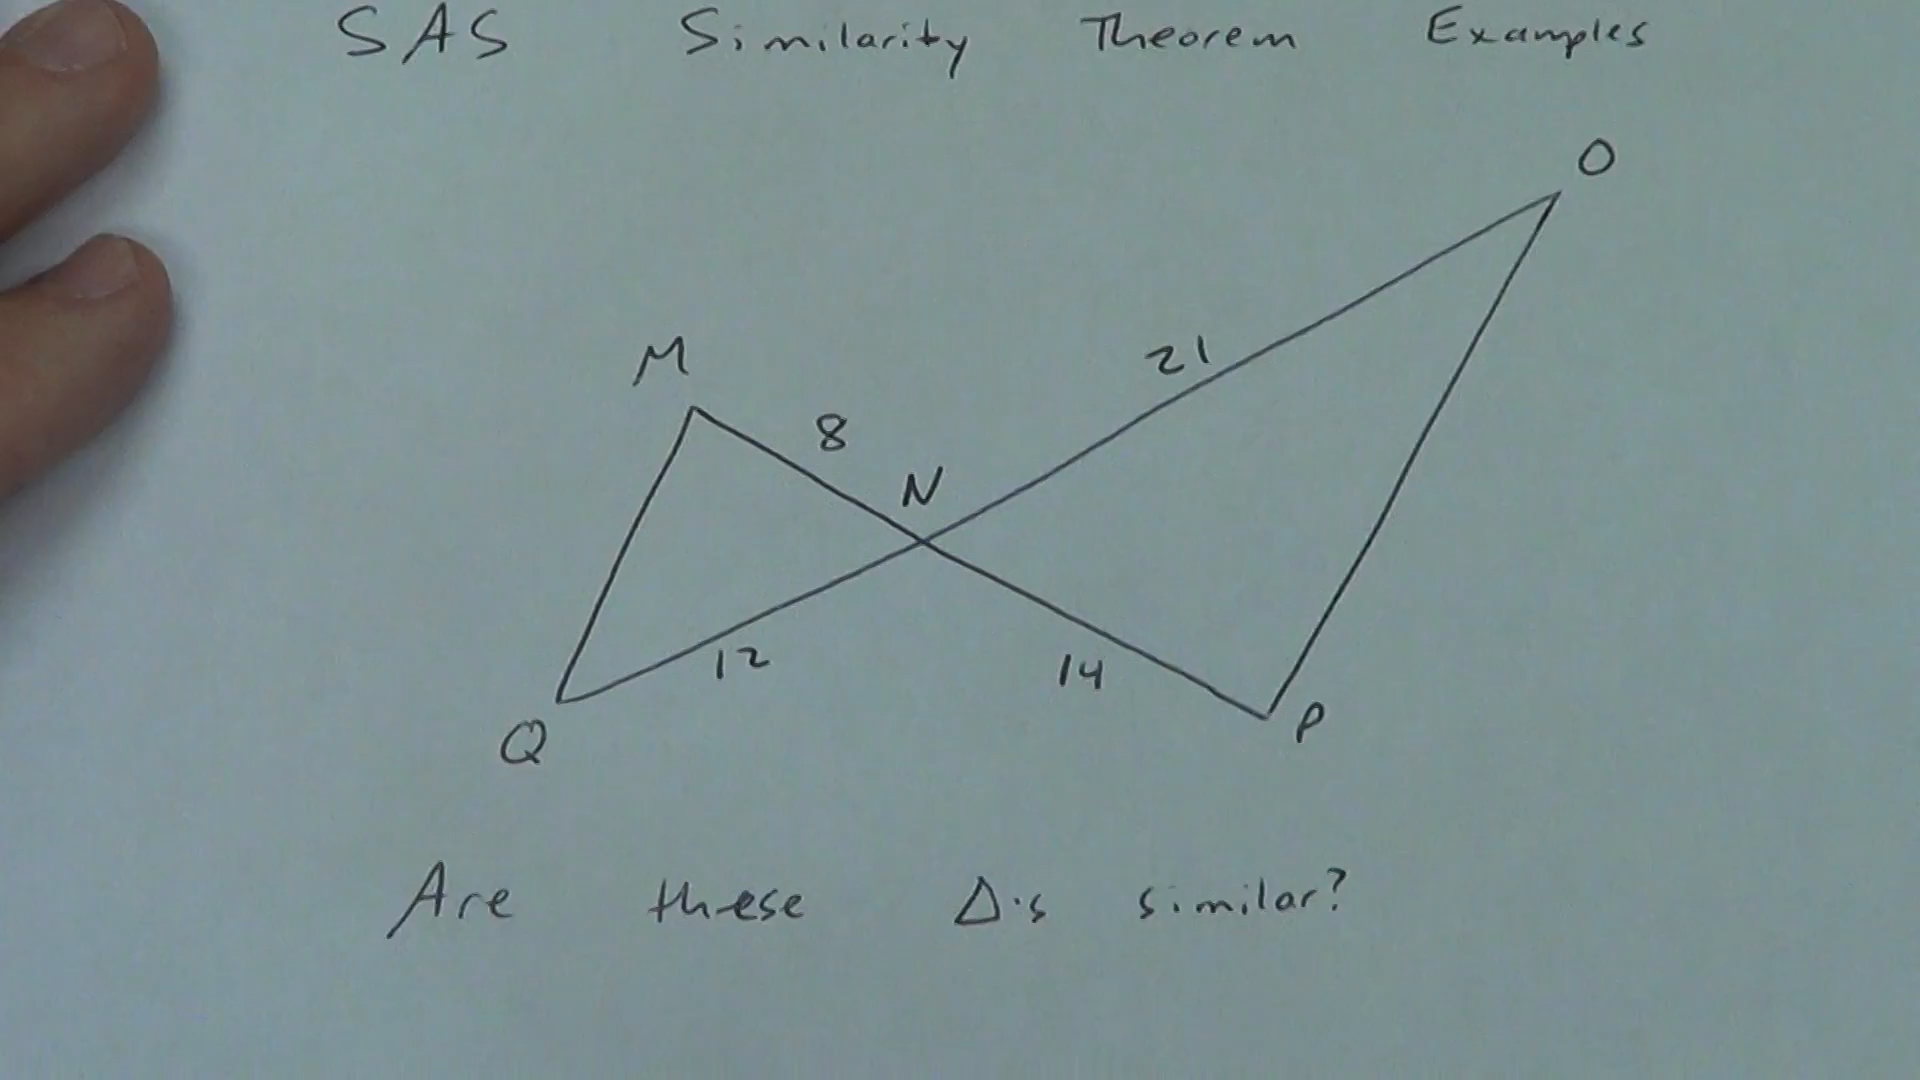 SAS Similarity Theorem Examples
O
21
M
8
N
12
14
Q
P
Are these Δ's similar?